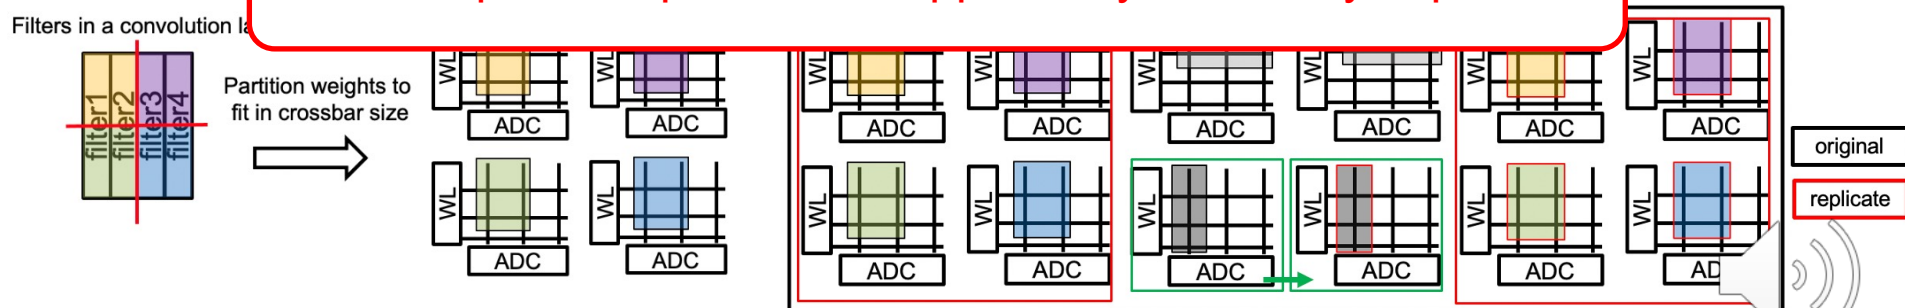 Filters in a convolution
Partition weights to
fit in crossbar size
filter1
filter2
filter3
filter4
WL
WL
WL
WL
WL
WL
WL
WL
ADC
ADC
ADC
ADC
ADC
ADC
ADC
ADC
original
replicate
WL
WL
WL
WL
WL
WL
WL
WL
ADC
ADC
ADC
ADC
ADC
ADC
ADC